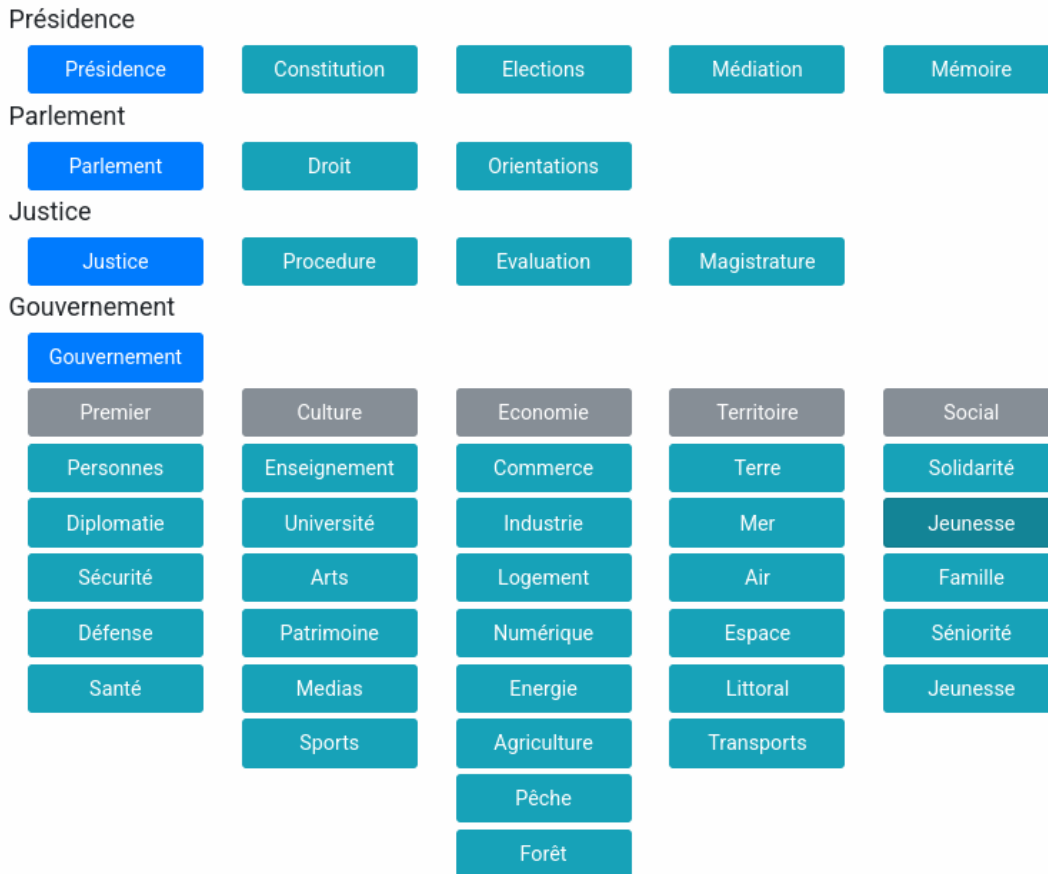 Présidence
Présidence Constitution Elections Médiation Mémoire
Parlement
Parlement Droit Orientations
Justice
Justice Procedure Evaluation Magistrature
Gouvernement
Gouvernement
Premier Culture Economie Territoire Social
Personnes Enseignement Commerce Terre Solidarité
Diplomatie Université Industrie Mer Jeunesse
Sécurité Arts Logement Air Famille
Défense Patrimoine Numérique Espace Séniorité
Santé Medias Energie Littoral Jeunesse
Sports Agriculture Transports
Pêche
Forêt